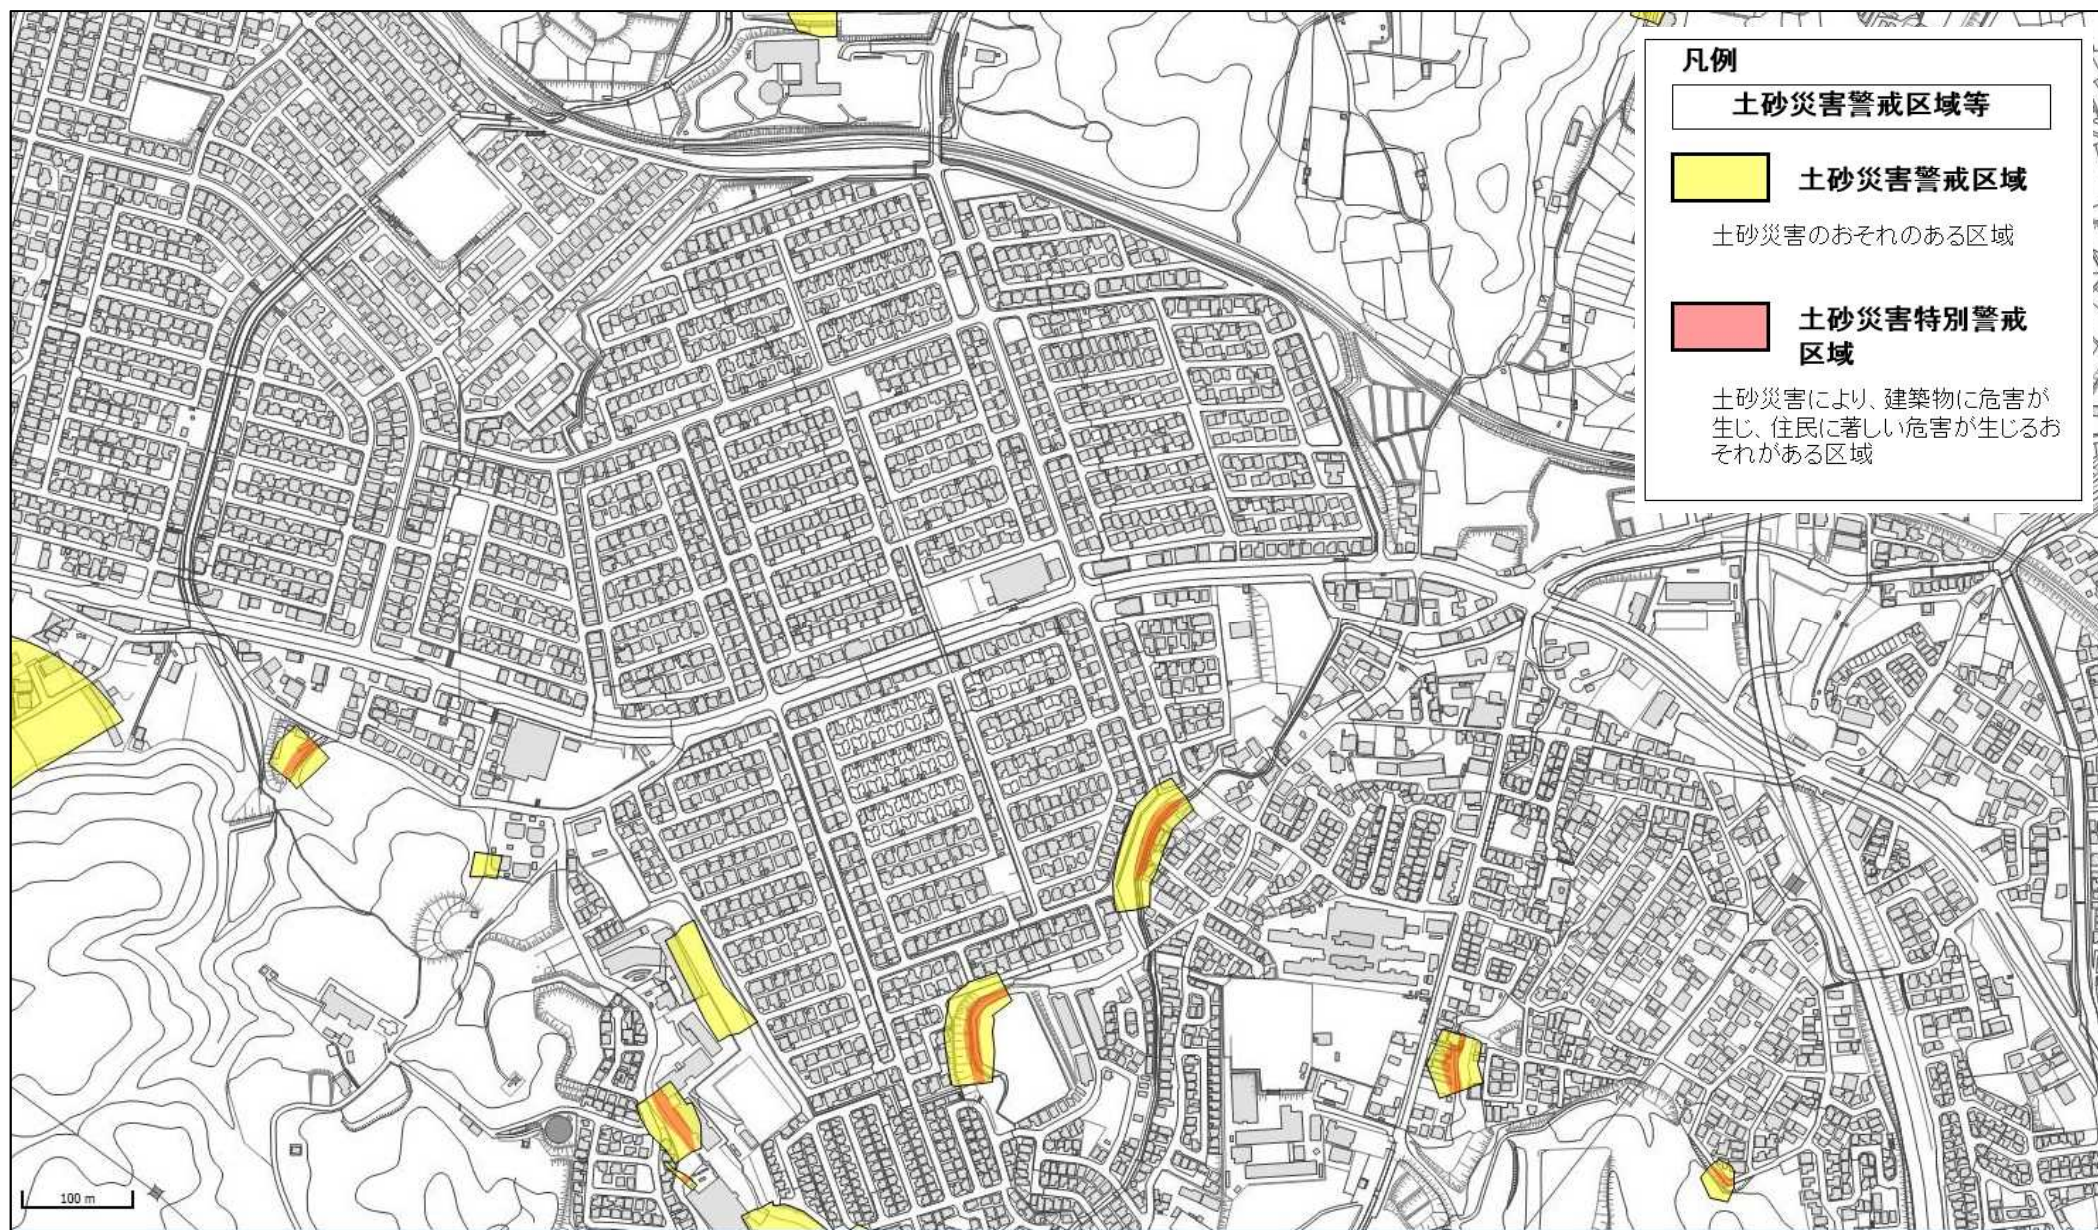 凡例
土砂災害警戒区域等
土砂災害警戒区域
土砂災害のおそれのある区域
土砂災害特別警戒
区域
土砂災害により、建築物に危害が
生じ、住民に著しい危害が生じるお
それがある区域
100 m